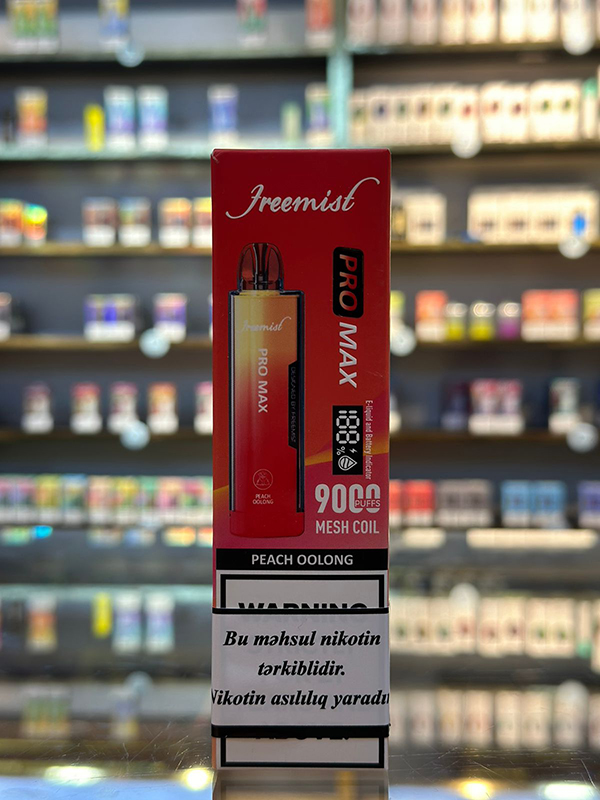 Freemist
PRO MAX
freemist
PRO MAX
PEACH
OOLONG
E-liquid and Battery Indicator
188
%
9000
PUFFS
MESH COIL
PEACH OOLONG
WARNING
Bu məhsul nikotin
tərkiblidir.
Nikotin asılılıq yaradır